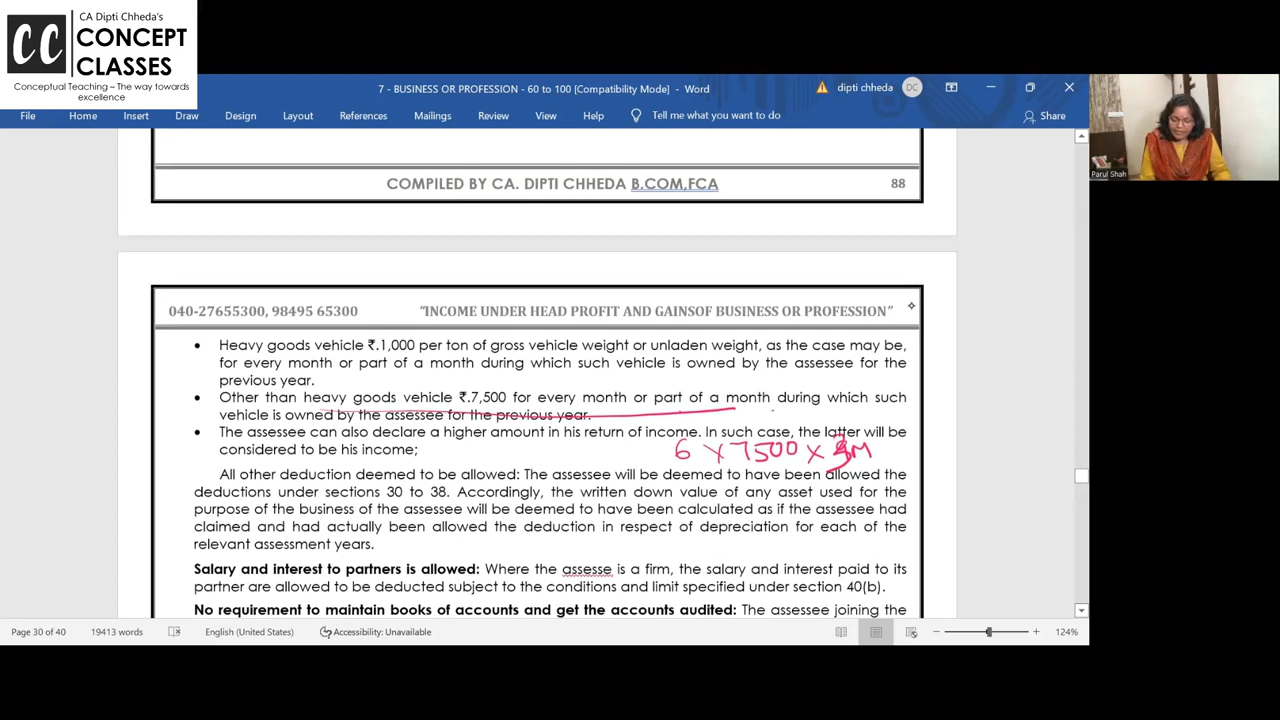 CA Dipti Chheda's
CC CONCEPT
CLASSES
Conceptual Teaching – The way towards
excellence
7 - BUSINESS OR PROFESSION - 60 to 100 [Compatibility Mode] - Word
dipti chheda DC
File Home Insert Draw Design Layout References Mailings Review View Help Tell me what you want to do Share
Parul Shah
COMPILED BY CA. DIPTI CHHEDA B.COM,FCA 88
040-27655300, 98495 65300 "INCOME UNDER HEAD PROFIT AND GAINSOF BUSINESS OR PROFESSION"
• Heavy goods vehicle ₹.1,000 per ton of gross vehicle weight or unladen weight, as the case may be,
for every month or part of a month during which such vehicle is owned by the assessee for the
previous year.
• Other than heavy goods vehicle ₹.7,500 for every month or part of a month during which such
vehicle is owned by the assessee for the previous year.
• The assessee can also declare a higher amount in his return of income. In such case, the latter will be
considered to be his income;
6 x 7500 x 3M
All other deduction deemed to be allowed: The assessee will be deemed to have been allowed the
deductions under sections 30 to 38. Accordingly, the written down value of any asset used for the
purpose of the business of the assessee will be deemed to have been calculated as if the assessee had
claimed and had actually been allowed the deduction in respect of depreciation for each of the
relevant assessment years.
Salary and interest to partners is allowed: Where the assesse is a firm, the salary and interest paid to its
partner are allowed to be deducted subject to the conditions and limit specified under section 40(b).
No requirement to maintain books of accounts and get the accounts audited: The assessee joining the
Page 30 of 40 19413 words English (United States) Accessibility: Unavailable 124%